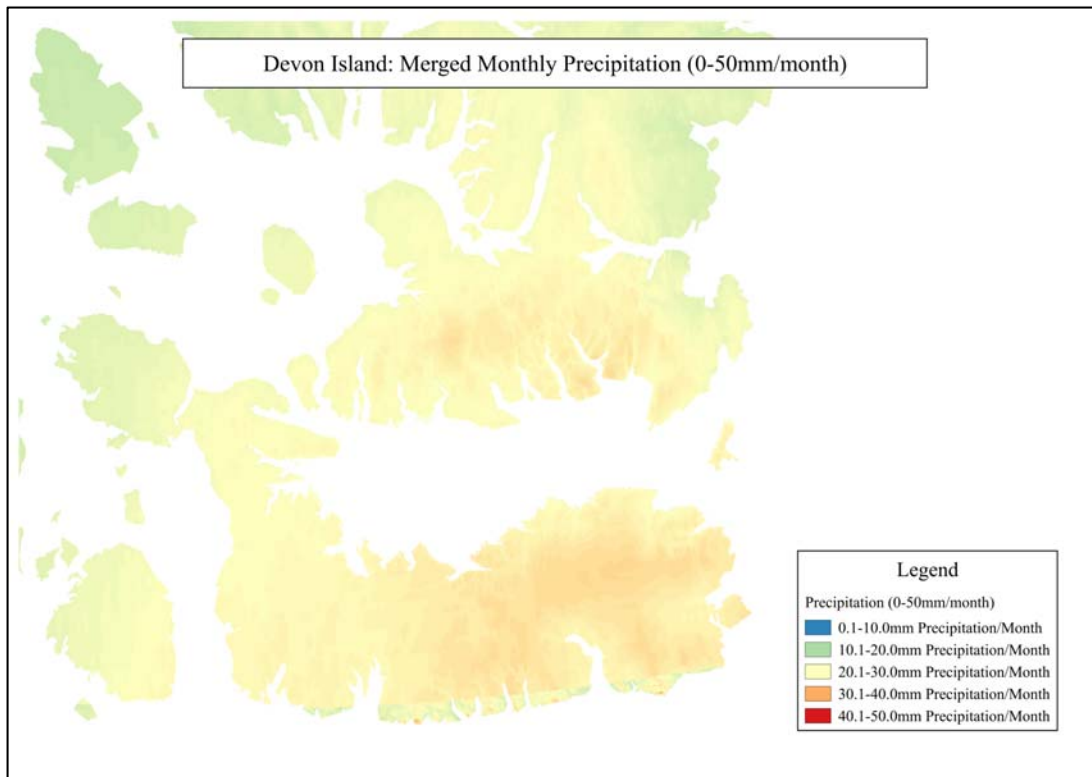 Devon Island: Merged Monthly Precipitation (0-50mm/month)
Legend
Precipitation (0-50mm/month)
0.1-10.0mm Precipitation/Month
10.1-20.0mm Precipitation/Month
20.1-30.0mm Precipitation/Month
30.1-40.0mm Precipitation/Month
40.1-50.0mm Precipitation/Month